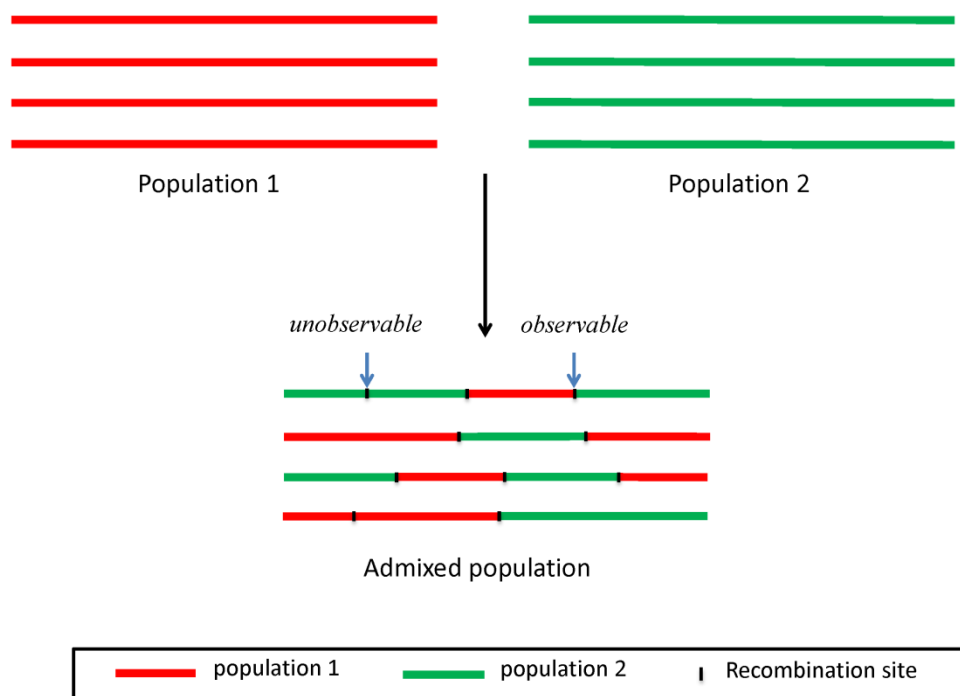 Population 1
Population 2
unobservable
observable
Admixed population
population 1
population 2
Recombination site